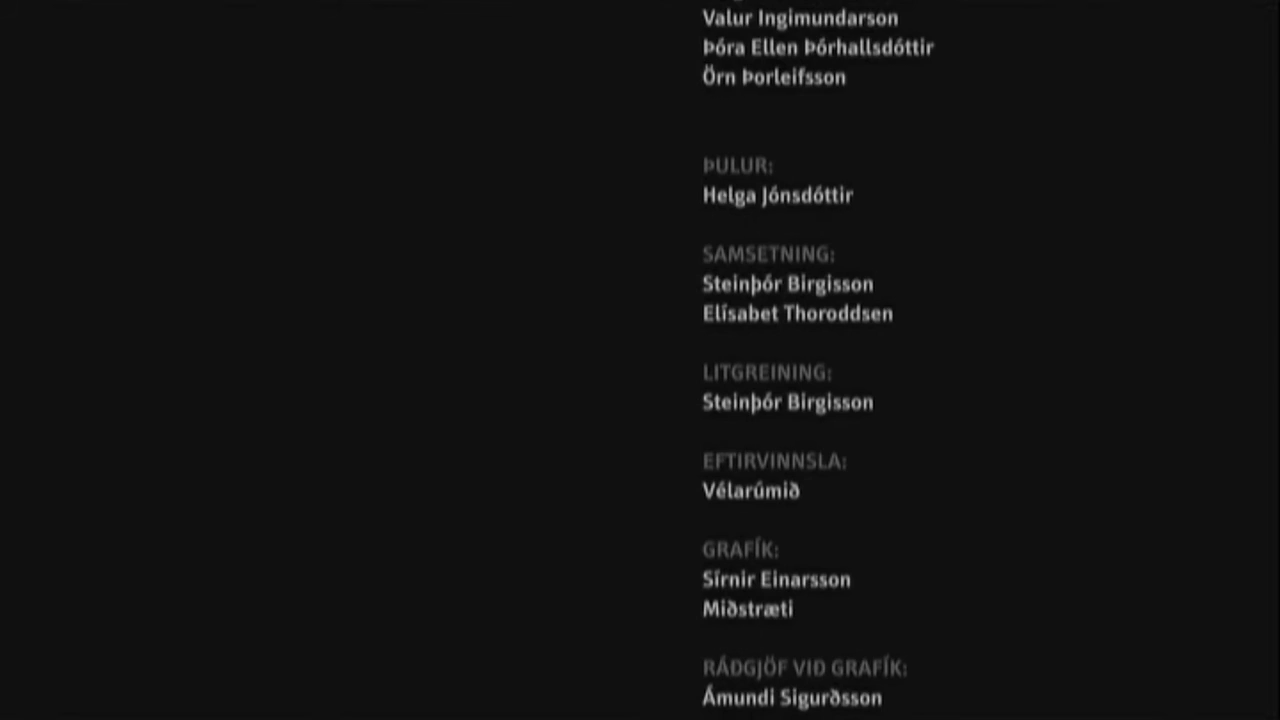 Valur Ingimundarson
Þóra Ellen Þórhallsdóttir
Örn Þorleifsson
ÞULUR:
Helga Jónsdóttir
SAMSETNING:
Steinþór Birgisson
Elísabet Thoroddsen
LITGREINING:
Steinþór Birgisson
EFTIRVINNSLA:
Vélarúmið
GRAFÍK:
Sírnir Einarsson
Miðstræti
RÁÐGJÖF VIÐ GRAFÍK:
Ámundi Sigurðsson